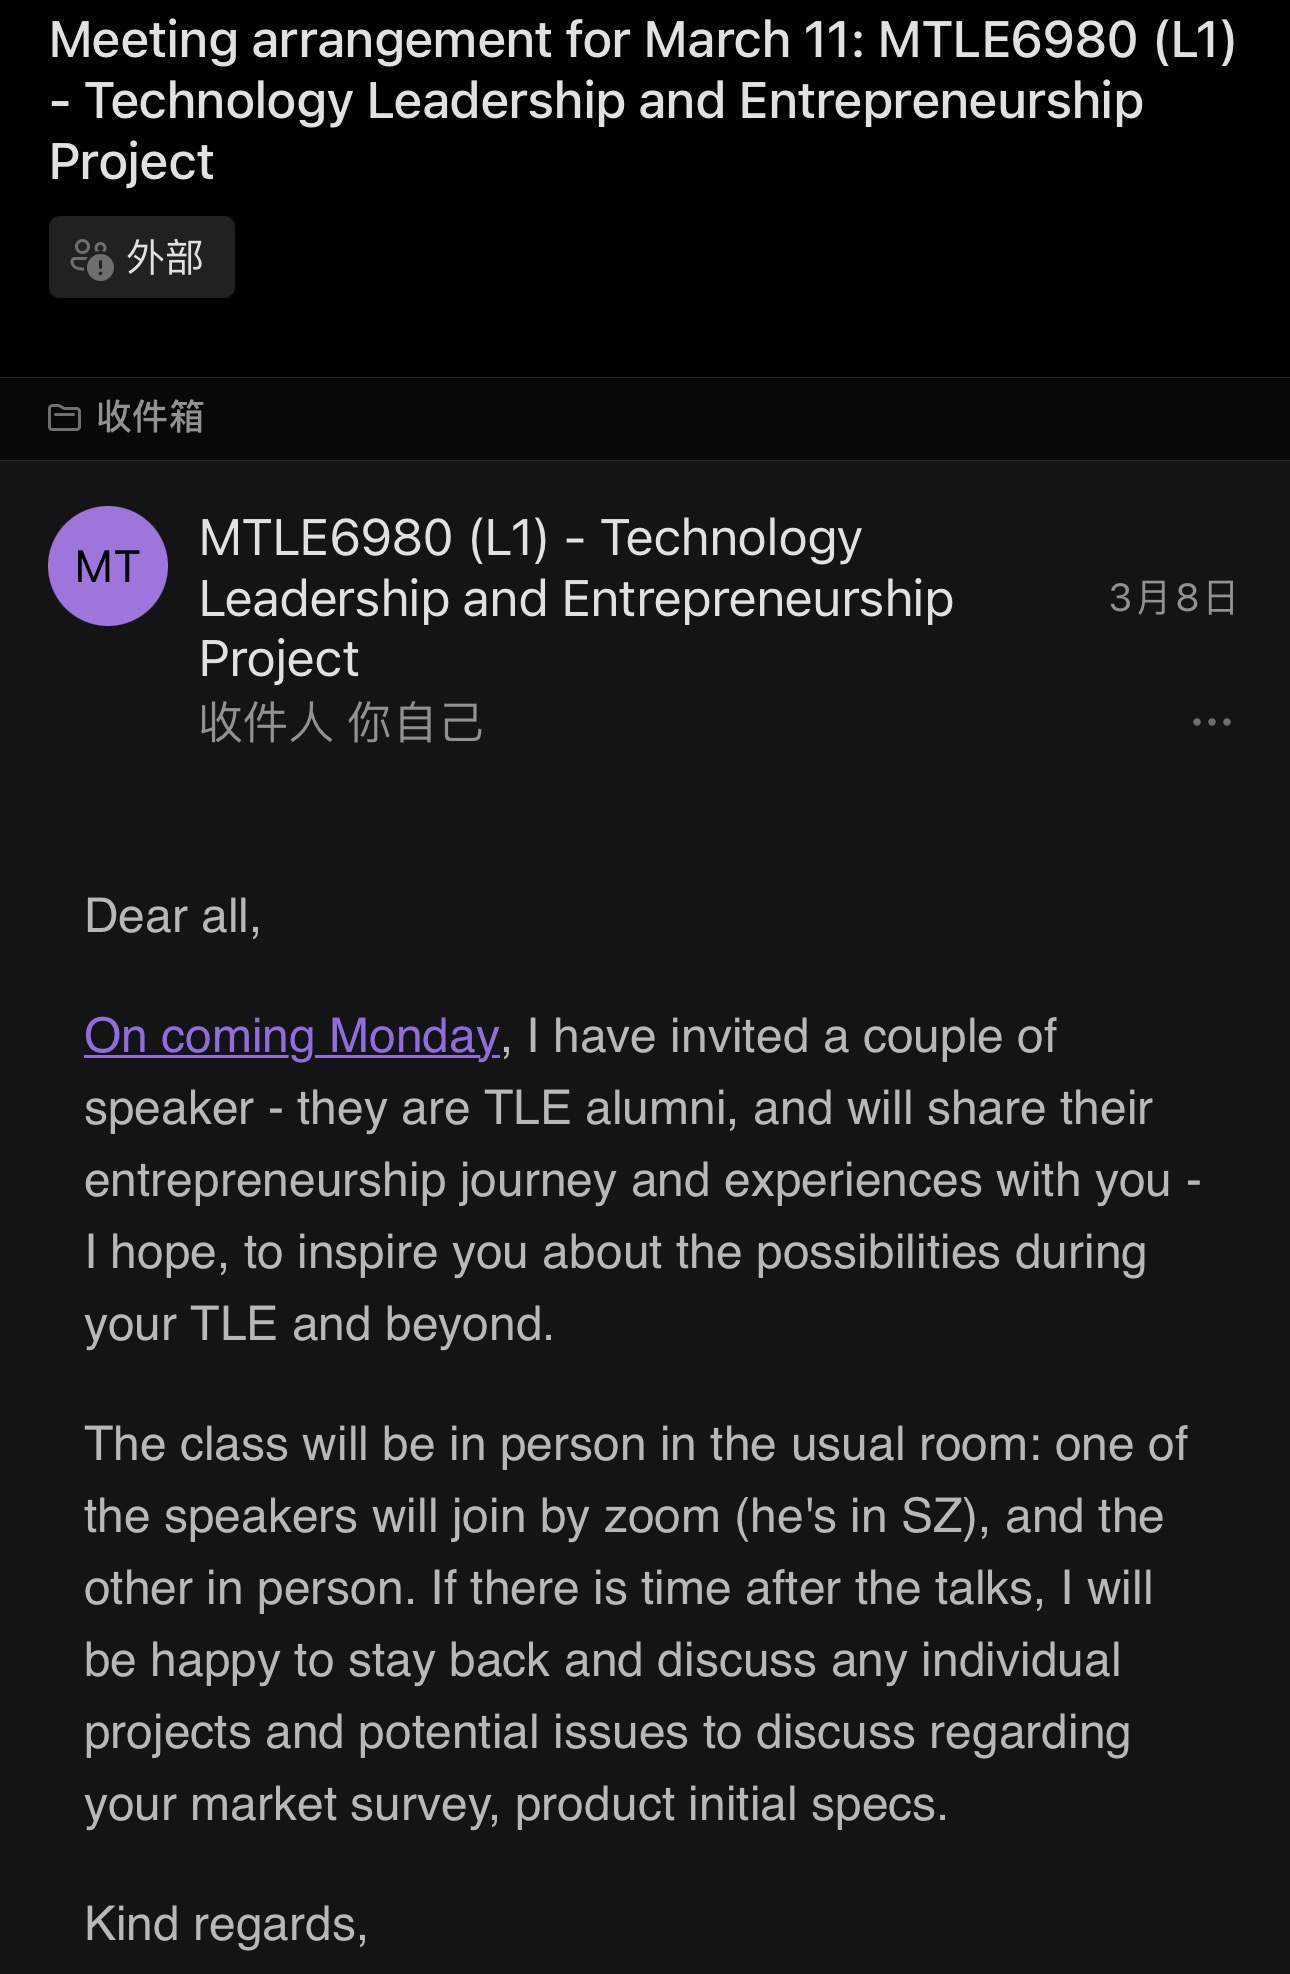 Meeting arrangement for March 11: MTLE6980 (L1)
- Technology Leadership and Entrepreneurship
Project
外部
收件箱
MT
MTLE6980 (L1) - Technology
Leadership and Entrepreneurship
Project
3月8日
收件人 你自己
Dear all,
On coming Monday, I have invited a couple of
speaker - they are TLE alumni, and will share their
entrepreneurship journey and experiences with you -
I hope, to inspire you about the possibilities during
your TLE and beyond.
The class will be in person in the usual room: one of
the speakers will join by zoom (he's in SZ), and the
other in person. If there is time after the talks, I will
be happy to stay back and discuss any individual
projects and potential issues to discuss regarding
your market survey, product initial specs.
Kind regards,